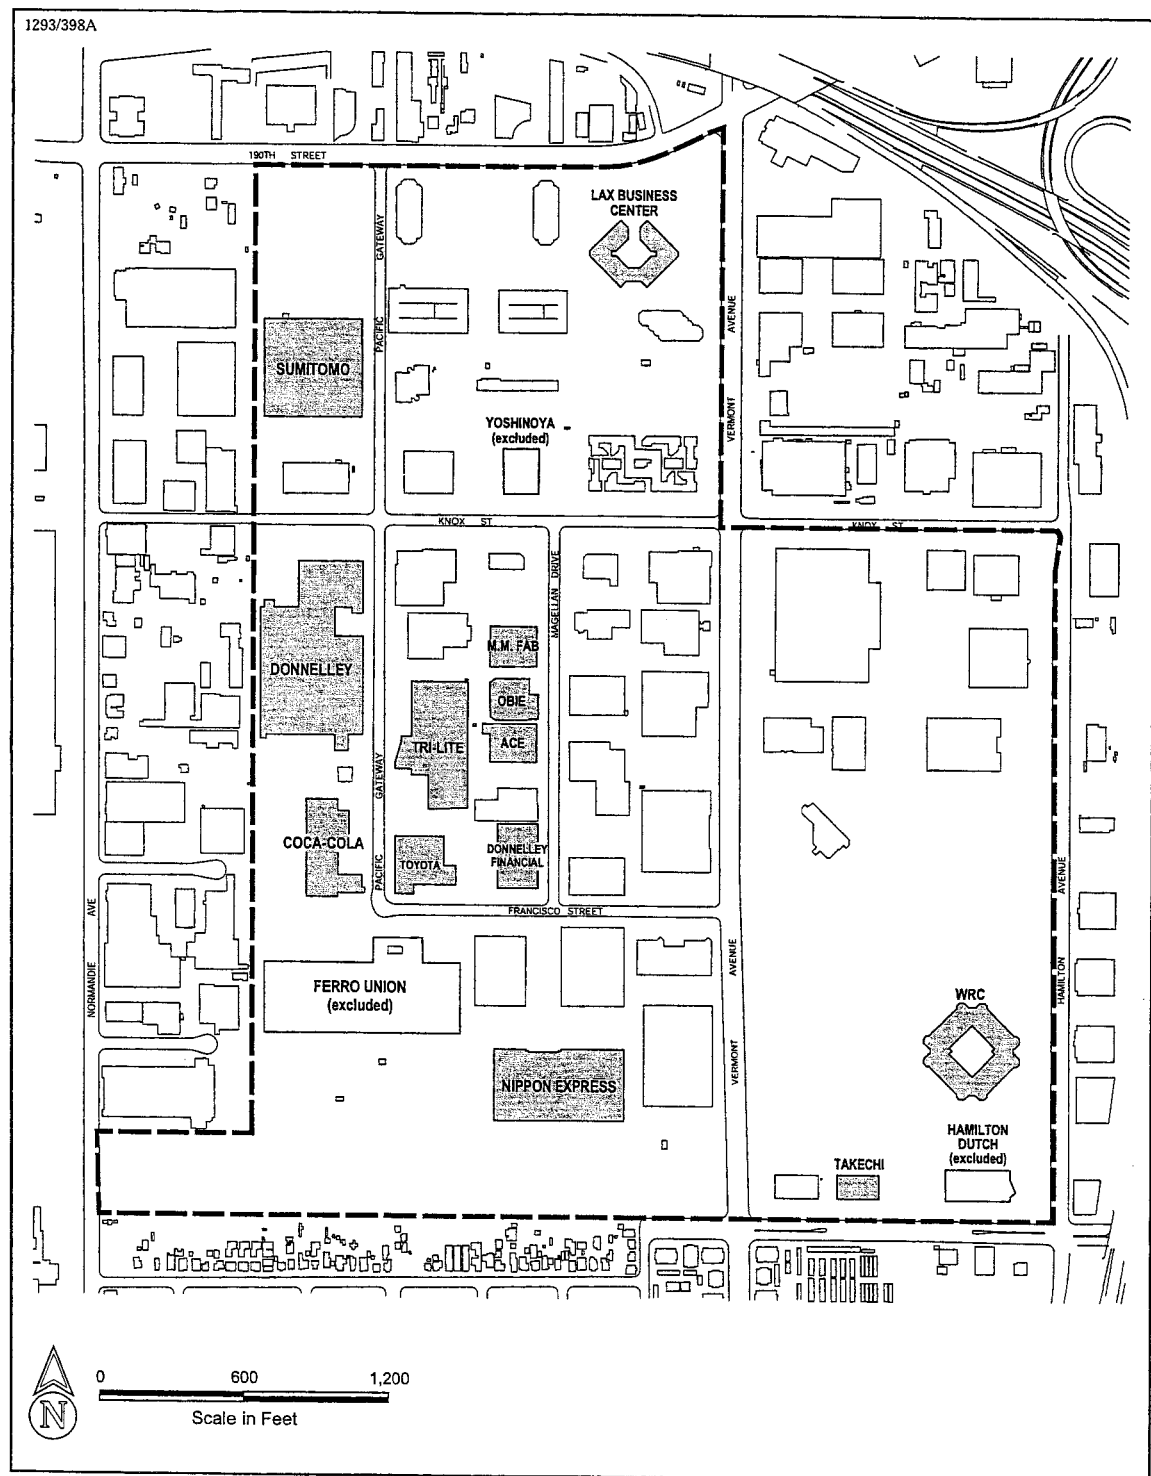 1293/398A
190TH STREET
LAX BUSINESS
CENTER
PACIFIC GATEWAY
VERMONT AVENUE
SUMITOMO
YOSHINOYA
(excluded)
KNOX ST
KNOX ST
MAGELLAN DRIVE
M.M. FAB
DONNELLEY
OBIE
ACE
TRI-LITE
PACIFIC GATEWAY
COCA-COLA
TOYOTA
DONNELLEY
FINANCIAL
FRANCISCO STREET
NORMANDIE AVE
HAMILTON AVENUE
VERMONT AVENUE
FERRO UNION
(excluded)
WRC
NIPPON EXPRESS
HAMILTON
DUTCH
(excluded)
TAKECHI
0 600 1,200
Scale in Feet
N